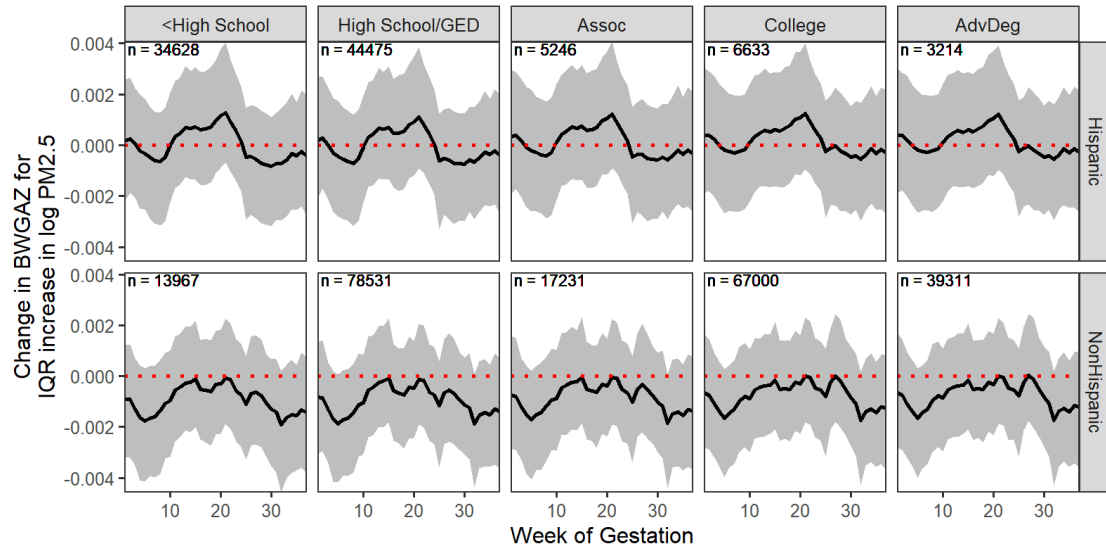 <High School
High School/GED
Assoc
College
AdvDeg
n = 34628
n = 44475
n = 5246
n = 6633
n = 3214
Hispanic
0.004
0.002
0.000
-0.002
-0.004
n = 13967
n = 78531
n = 17231
n = 67000
n = 39311
NonHispanic
0.004
0.002
0.000
-0.002
-0.004
Change in BWGAZ for
IQR increase in log PM2.5
10 20 30
10 20 30
10 20 30
10 20 30
10 20 30
Week of Gestation